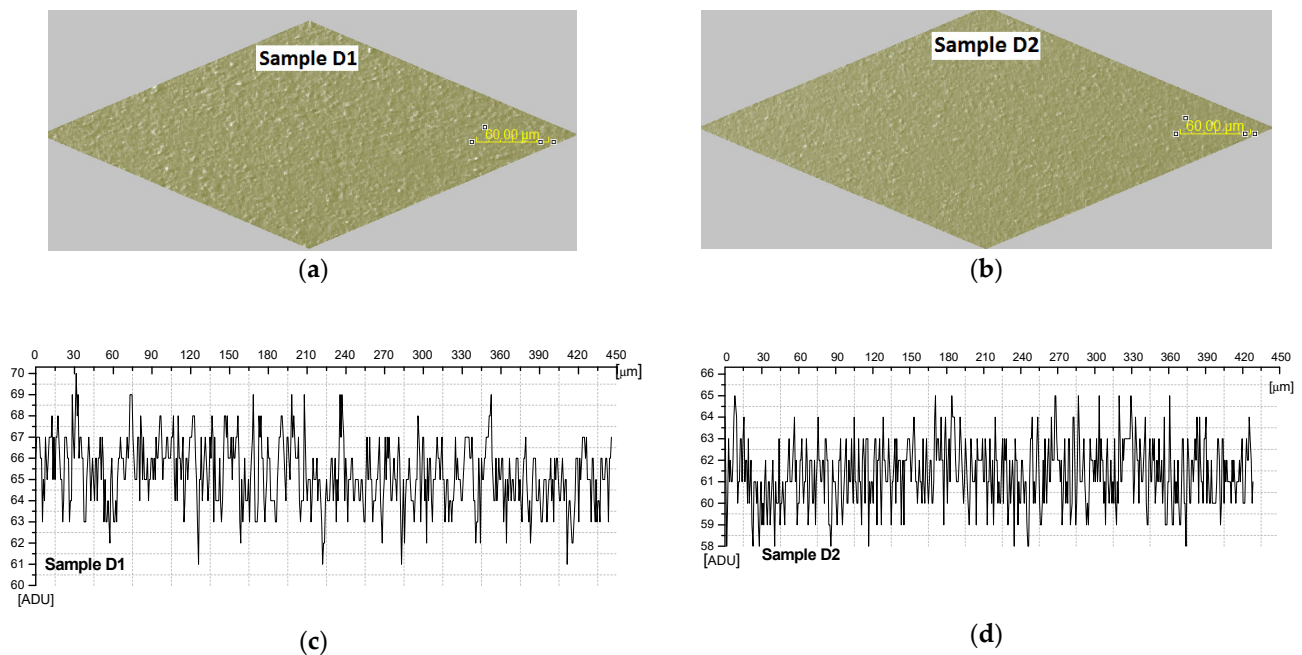 Sample D1
60.00 µm
(a)
Sample D2
60.00 µm
(b)
0 30 60 90 120 150 180 210 240 270 300 330 360 390 420 450
[µm]
70
69
68
67
66
65
64
63
62
61
60
[ADU]
Sample D1
(c)
0 30 60 90 120 150 180 210 240 270 300 330 360 390 420 450
[µm]
66
65
64
63
62
61
60
59
58
[ADU]
Sample D2
(d)